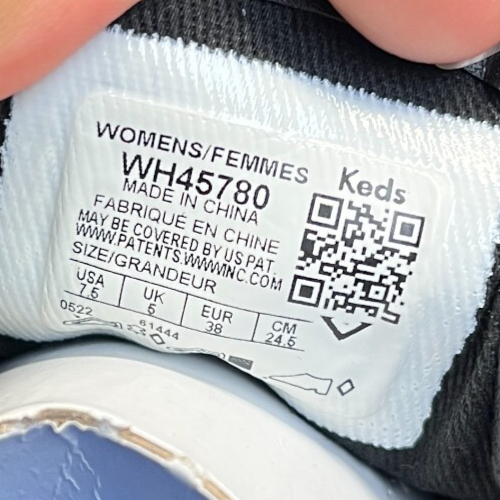 WOMENS/FEMMES
Keds
WH45780
MADE IN CHINA
FABRIQUÉ EN CHINE
MAY BE COVERED BY US PAT.
WWW.PATENTS.WWWINC.COM
SIZE/GRANDEUR
USA UK EUR CM
7.5 5 38 24.5
0522 61444